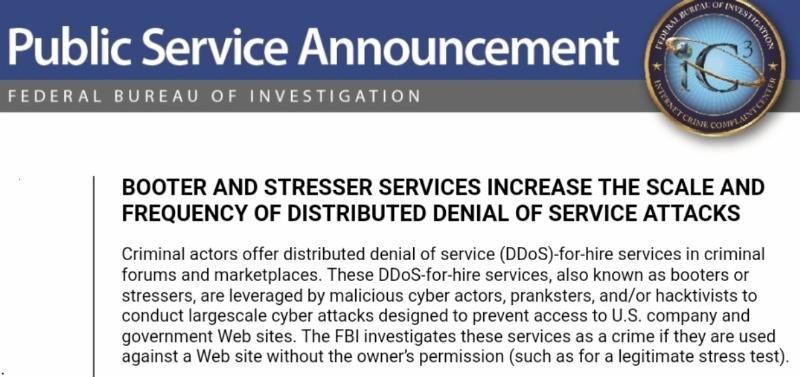 Public Service Announcement
FEDERAL BUREAU OF INVESTIGATION
FEDERAL BUREAU OF INVESTIGATION
IC3
INTERNET CRIME COMPLAINT CENTER
BOOTER AND STRESSER SERVICES INCREASE THE SCALE AND
FREQUENCY OF DISTRIBUTED DENIAL OF SERVICE ATTACKS
Criminal actors offer distributed denial of service (DDoS)-for-hire services in criminal
forums and marketplaces. These DDoS-for-hire services, also known as booters or
stressers, are leveraged by malicious cyber actors, pranksters, and/or hacktivists to
conduct largescale cyber attacks designed to prevent access to U.S. company and
government Web sites. The FBI investigates these services as a crime if they are used
against a Web site without the owner's permission (such as for a legitimate stress test).